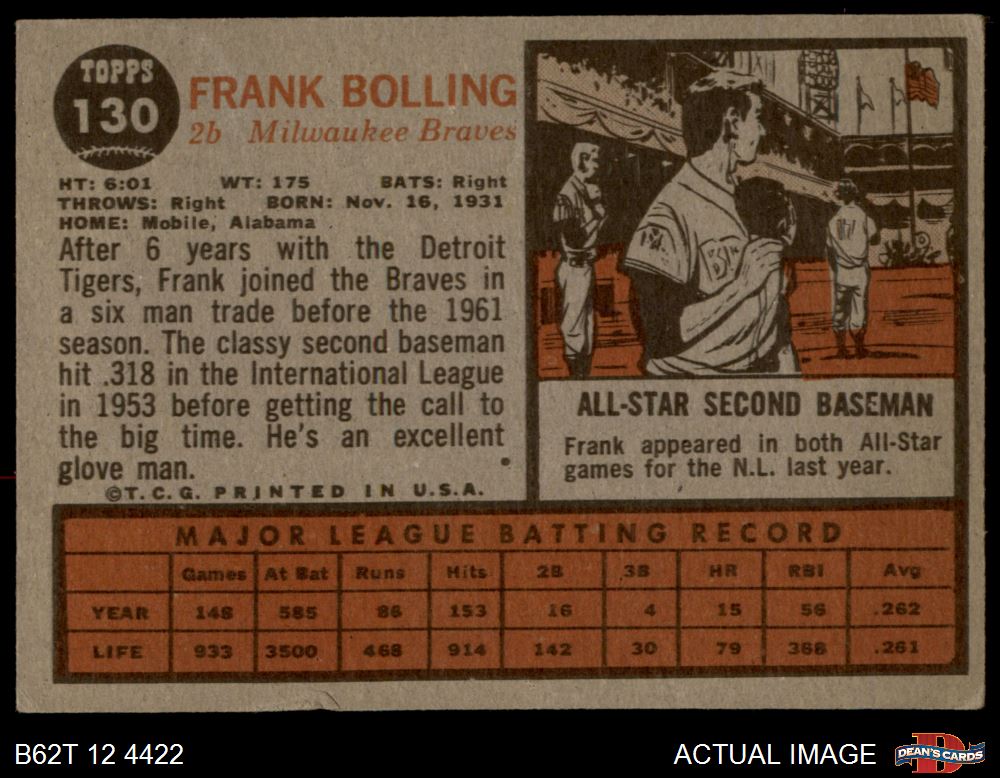 TOPPS
130
FRANK BOLLING
2b Milwaukee Braves
HT: 6:01 WT: 175 BATS: Right
THROWS: Right BORN: Nov. 16, 1931
HOME: Mobile, Alabama
After 6 years with the Detroit
Tigers, Frank joined the Braves in
a six man trade before the 1961
season. The classy second baseman
hit .318 in the International League
in 1953 before getting the call to
the big time. He's an excellent
glove man.
©T.C.G. PRINTED IN U.S.A.
ALL-STAR SECOND BASEMAN
Frank appeared in both All-Star
games for the N.L. last year.
MAJOR LEAGUE BATTING RECORD
Games At Bat Runs Hits 2B 3B HR RBI Avg
YEAR 148 585 86 153 16 4 15 56 .262
LIFE 933 3500 468 914 142 30 79 368 .261
B62T 12 4422
ACTUAL IMAGE
DEAN'S CARDS